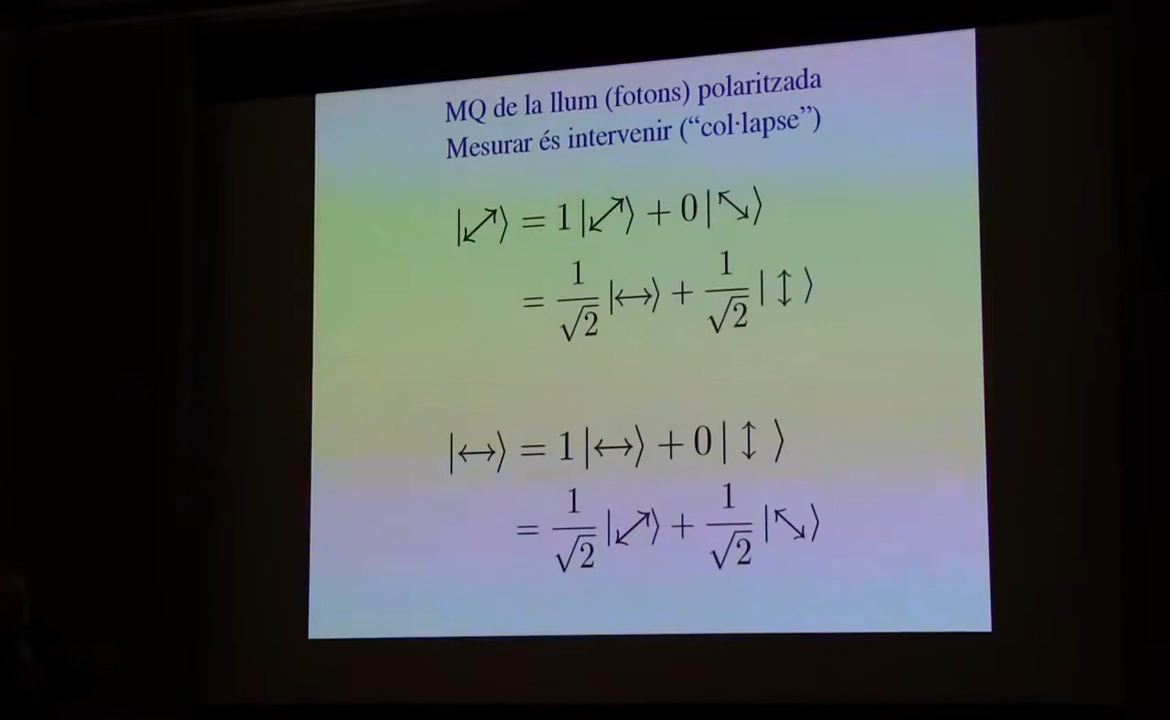 MQ de la llum (fotons) polaritzada
Mesurar és intervenir (“col·lapse”)
|⤢⟩ = 1|⤢⟩ + 0|⤡⟩
= 1/√2 |↔⟩ + 1/√2 |↕⟩
|↔⟩ = 1|↔⟩ + 0|↕⟩
= 1/√2 |⤢⟩ + 1/√2 |⤡⟩